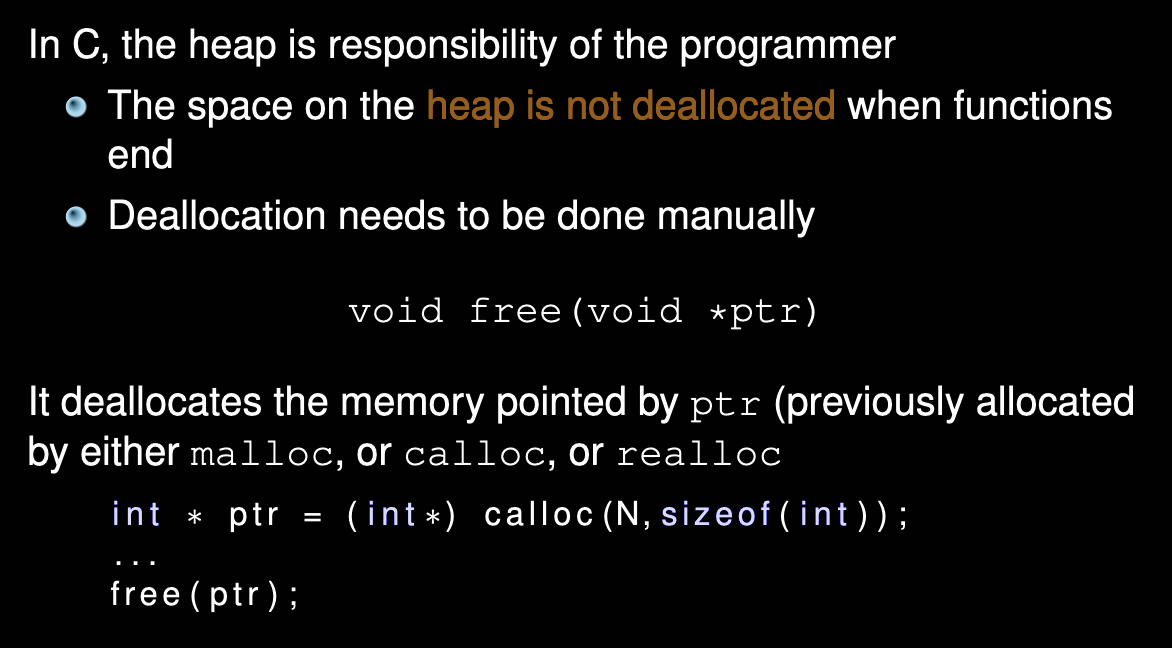 In C, the heap is responsibility of the programmer
The space on the heap is not deallocated when functions
end
Deallocation needs to be done manually
void free(void *ptr)
It deallocates the memory pointed by ptr (previously allocated
by either malloc, or calloc, or realloc
int * ptr = (int*) calloc(N,sizeof(int));
...
free(ptr);